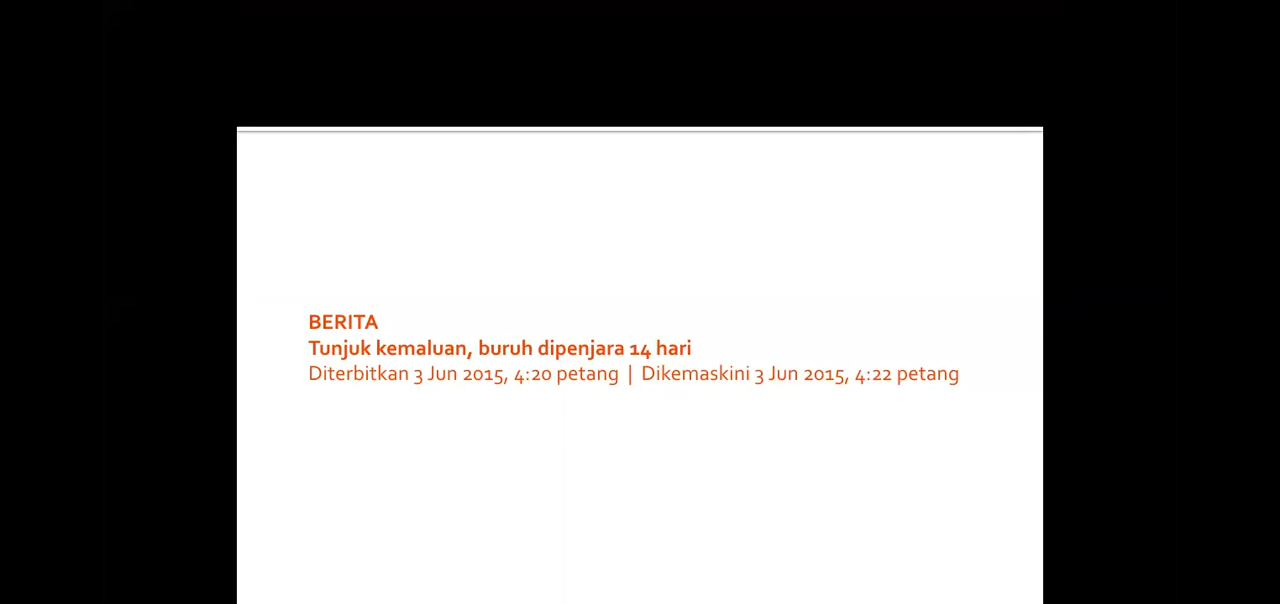 BERITA
Tunjuk kemaluan, buruh dipenjara 14 hari
Diterbitkan 3 Jun 2015, 4:20 petang | Dikemaskini 3 Jun 2015, 4:22 petang